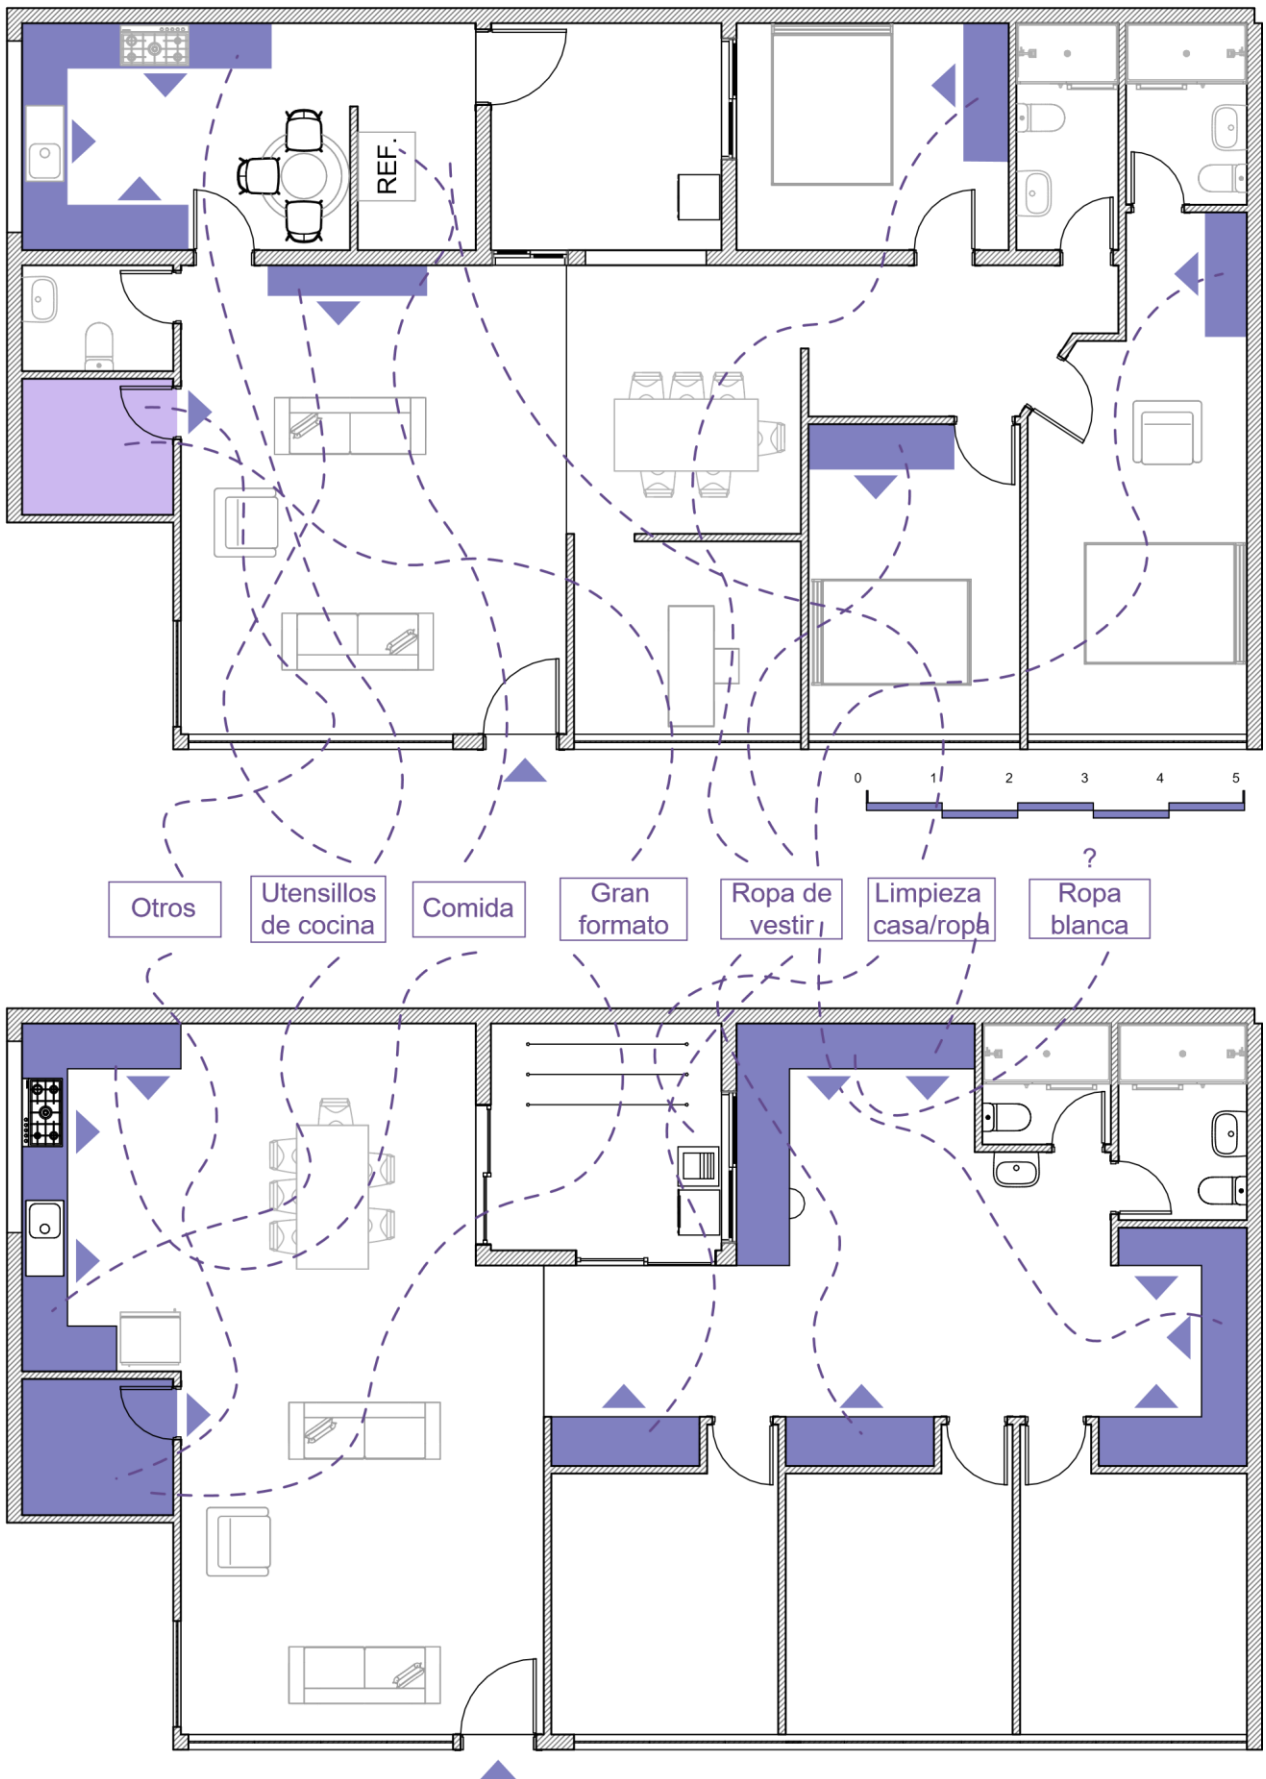 REF.
0 1 2 3 4 5
?
Otros
Utensillos
de cocina
Comida
Gran
formato
Ropa de
vestir
Limpieza
casa/ropa
Ropa
blanca